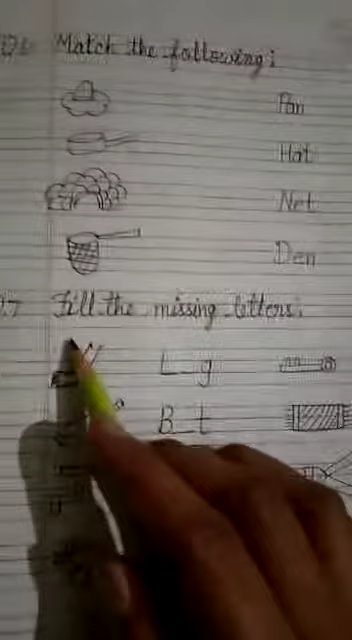 Match the following:
Pan
Hat
Net
Den
Fill the missing letters:
L_g
B_t